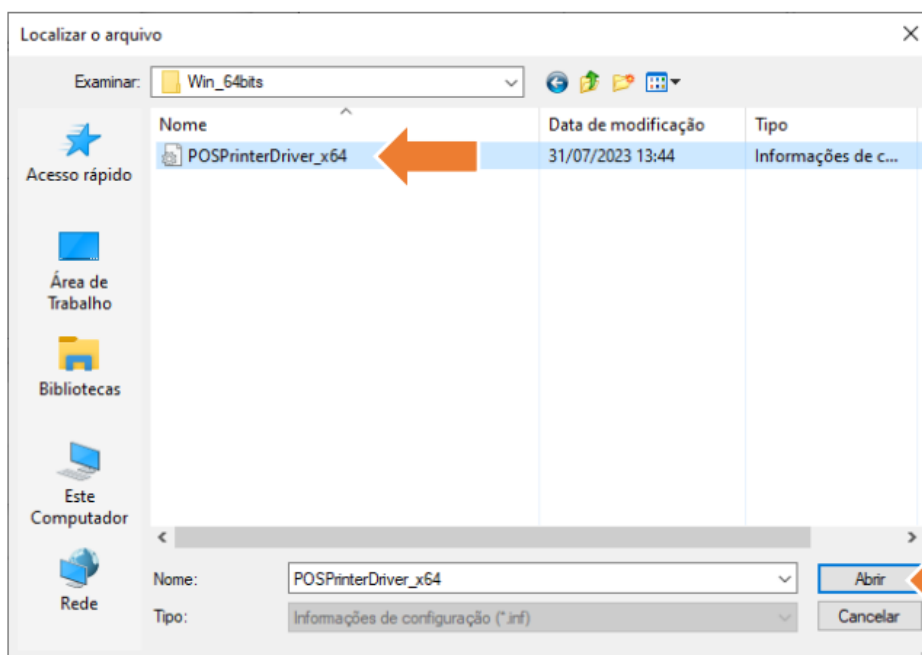 Localizar o arquivo
Examinar: Win_64bits
Nome Data de modificação Tipo
POSPrinterDriver_x64 31/07/2023 13:44 Informações de c...
Acesso rápido
Área de
Trabalho
Bibliotecas
Este
Computador
Rede
Nome: POSPrinterDriver_x64 Abrir
Tipo: Informações de configuração (*.inf) Cancelar